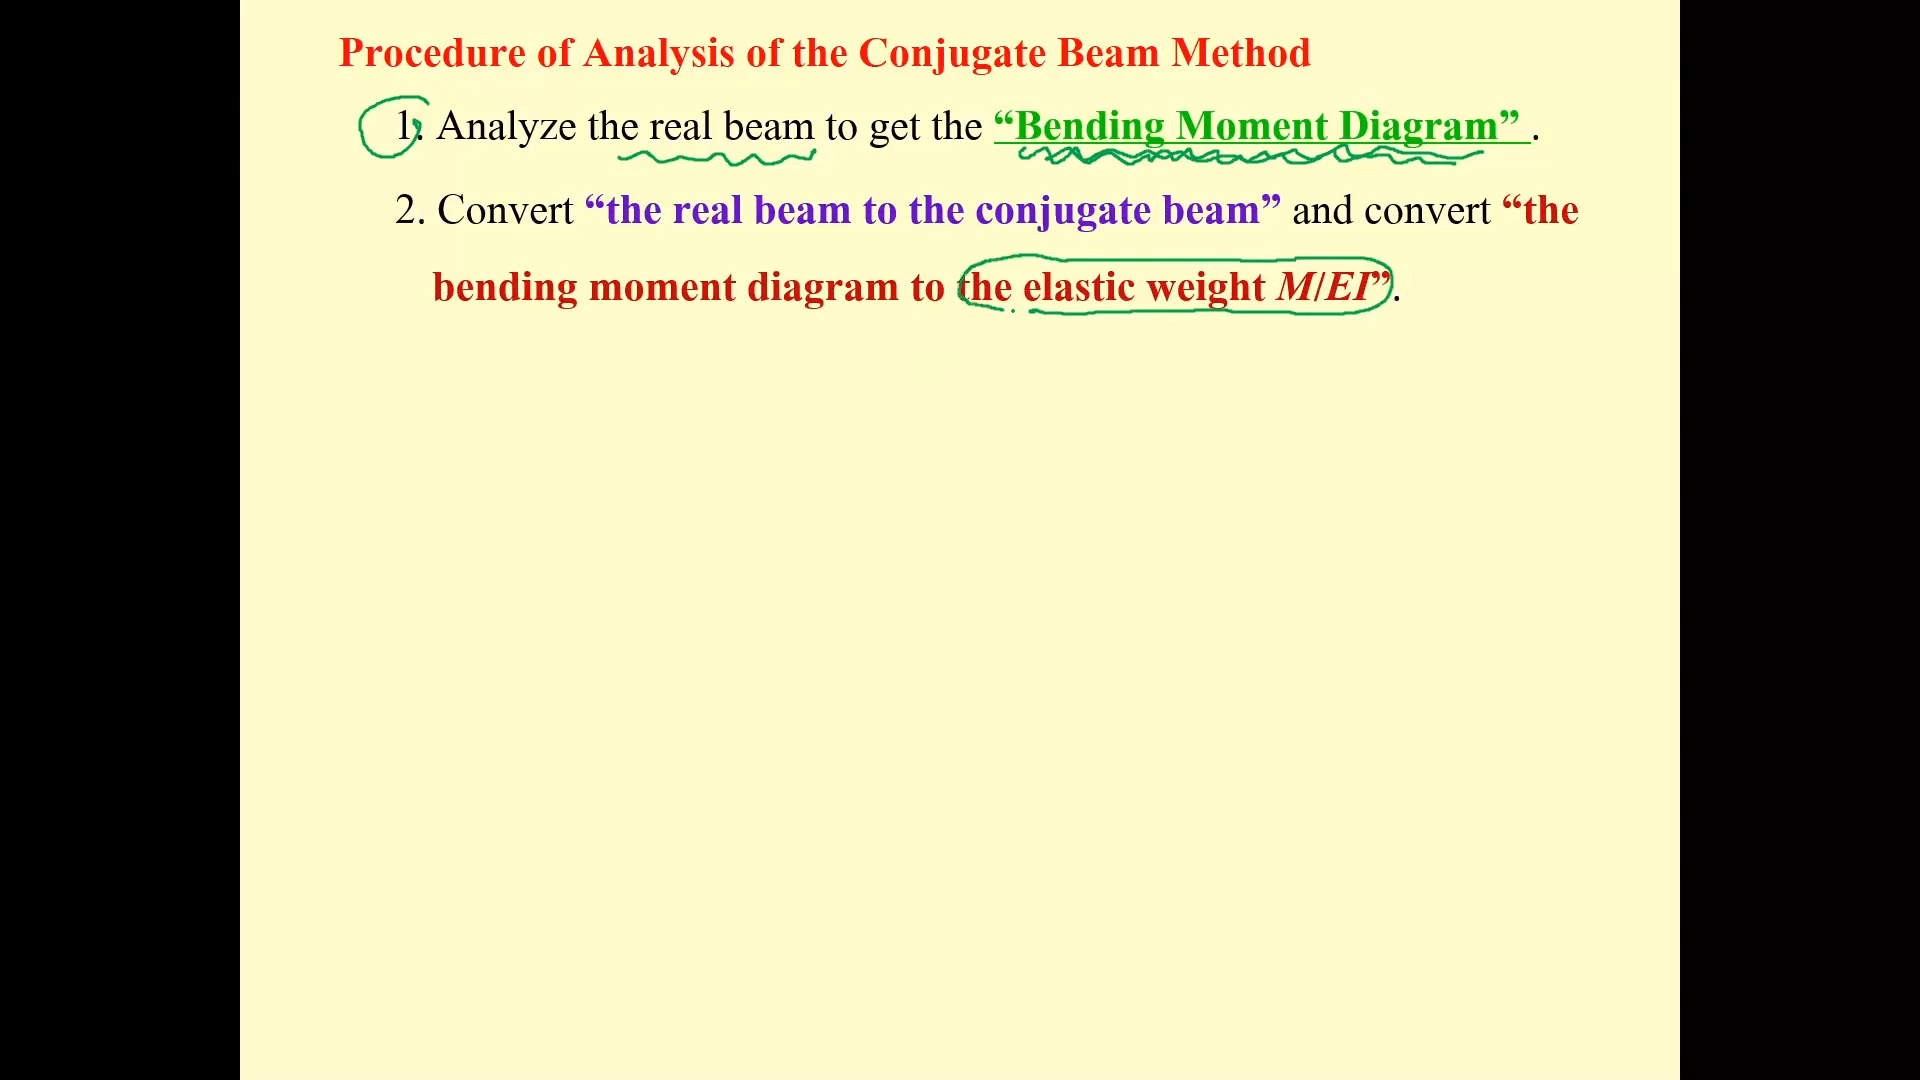 Procedure of Analysis of the Conjugate Beam Method
1. Analyze the real beam to get the “Bending Moment Diagram” .
2. Convert “the real beam to the conjugate beam” and convert “the
bending moment diagram to the elastic weight M/EI”.